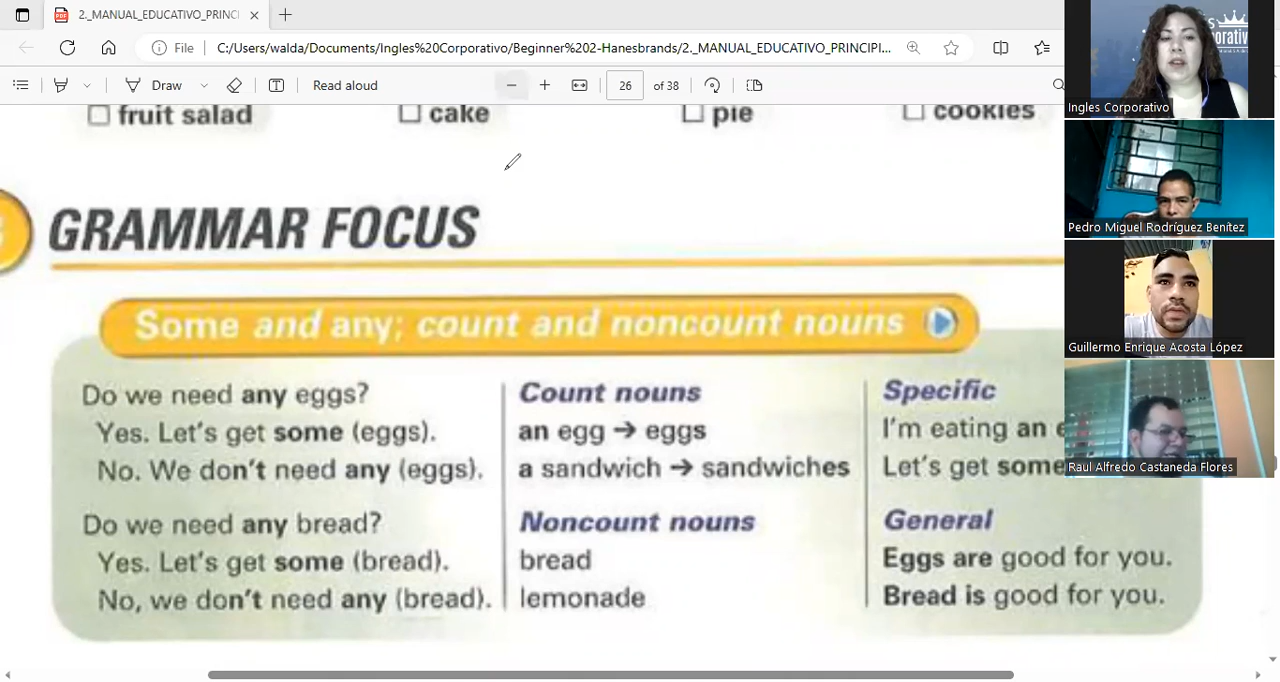 2._MANUAL_EDUCATIVO_PRINCI
File
C:/Users/walda/Documents/Ingles%20Corporativo/Beginner%202-Hanesbrands/2._MANUAL_EDUCATIVO_PRINCIPI...
Draw
Read aloud
26 of 38
fruit salad
cake
pie
cookies
GRAMMAR FOCUS
Some and any; count and noncount nouns
Do we need any eggs?
Yes. Let's get some (eggs).
No. We don't need any (eggs).
Do we need any bread?
Yes. Let's get some (bread).
No, we don't need any (bread).
Count nouns
an egg → eggs
a sandwich → sandwiches
Noncount nouns
bread
lemonade
Specific
I'm eating an
Let's get some
General
Eggs are good for you.
Bread is good for you.
Ingles Corporativo
Pedro Miguel Rodríguez Benítez
Guillermo Enrique Acosta López
Raul Alfredo Castaneda Flores